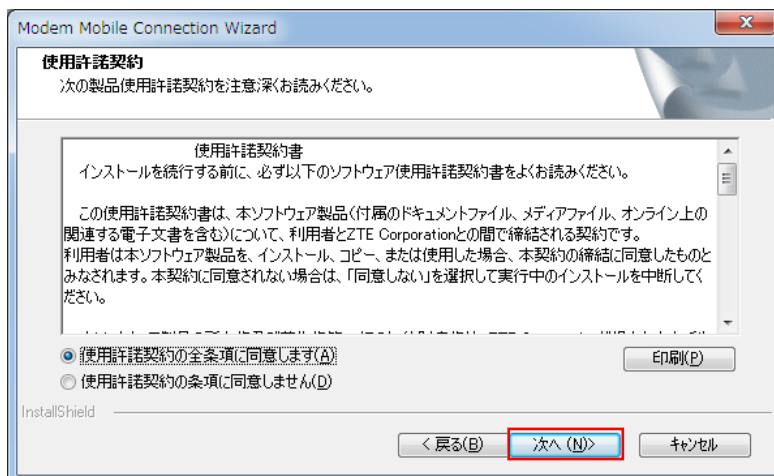 Modem Mobile Connection Wizard
使用許諾契約
次の製品使用許諾契約を注意深くお読みください。
使用許諾契約書
インストールを続行する前に、必ず以下のソフトウェア使用許諾契約書をよくお読みください。
この使用許諾契約書は、本ソフトウェア製品(付属のドキュメントファイル、メディアファイル、オンライン上の
関連する電子文書を含む)について、利用者とZTE Corporationとの間で締結される契約です。
利用者は本ソフトウェア製品を、インストール、コピー、または使用した場合、本契約の締結に同意したものと
みなされます。本契約に同意されない場合は、「同意しない」を選択して実行中のインストールを中断してく
ださい。
使用許諾契約の全条項に同意します(A)
印刷(P)
使用許諾契約の条項に同意しません(D)
InstallShield
< 戻る(B)
次へ (N)>
キャンセル